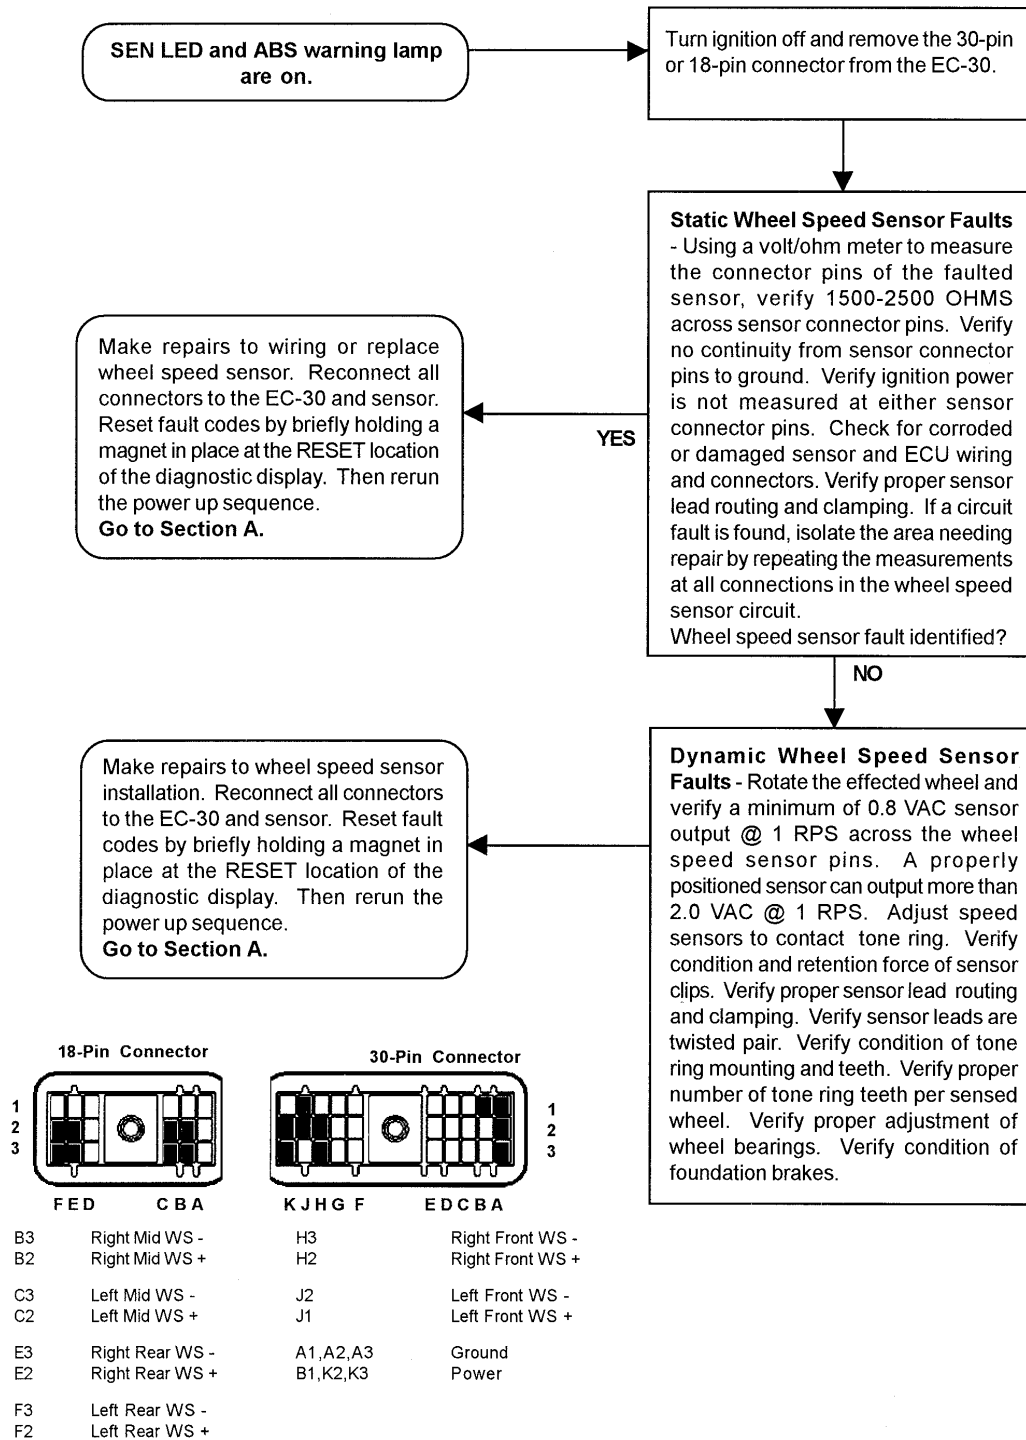 SEN LED and ABS warning lamp
are on.
Turn ignition off and remove the 30-pin
or 18-pin connector from the EC-30.
Static Wheel Speed Sensor Faults
- Using a volt/ohm meter to measure
the connector pins of the faulted
sensor, verify 1500-2500 OHMS
across sensor connector pins. Verify
no continuity from sensor connector
pins to ground. Verify ignition power
is not measured at either sensor
connector pins. Check for corroded
or damaged sensor and ECU wiring
and connectors. Verify proper sensor
lead routing and clamping. If a circuit
fault is found, isolate the area needing
repair by repeating the measurements
at all connections in the wheel speed
sensor circuit.
Wheel speed sensor fault identified?
YES
Make repairs to wiring or replace
wheel speed sensor. Reconnect all
connectors to the EC-30 and sensor.
Reset fault codes by briefly holding a
magnet in place at the RESET location
of the diagnostic display. Then rerun
the power up sequence.
Go to Section A.
NO
Dynamic Wheel Speed Sensor
Faults - Rotate the effected wheel and
verify a minimum of 0.8 VAC sensor
output @ 1 RPS across the wheel
speed sensor pins. A properly
positioned sensor can output more than
2.0 VAC @ 1 RPS. Adjust speed
sensors to contact tone ring. Verify
condition and retention force of sensor
clips. Verify proper sensor lead routing
and clamping. Verify sensor leads are
twisted pair. Verify condition of tone
ring mounting and teeth. Verify proper
number of tone ring teeth per sensed
wheel. Verify proper adjustment of
wheel bearings. Verify condition of
foundation brakes.
Make repairs to wheel speed sensor
installation. Reconnect all connectors
to the EC-30 and sensor. Reset fault
codes by briefly holding a magnet in
place at the RESET location of the
diagnostic display. Then rerun the
power up sequence.
Go to Section A.
18-Pin Connector
1
2
3
F E D C B A
30-Pin Connector
1
2
3
K J H G F E D C B A
B3 Right Mid WS -
B2 Right Mid WS +
C3 Left Mid WS -
C2 Left Mid WS +
E3 Right Rear WS -
E2 Right Rear WS +
F3 Left Rear WS -
F2 Left Rear WS +
H3 Right Front WS -
H2 Right Front WS +
J2 Left Front WS -
J1 Left Front WS +
A1,A2,A3 Ground
B1,K2,K3 Power